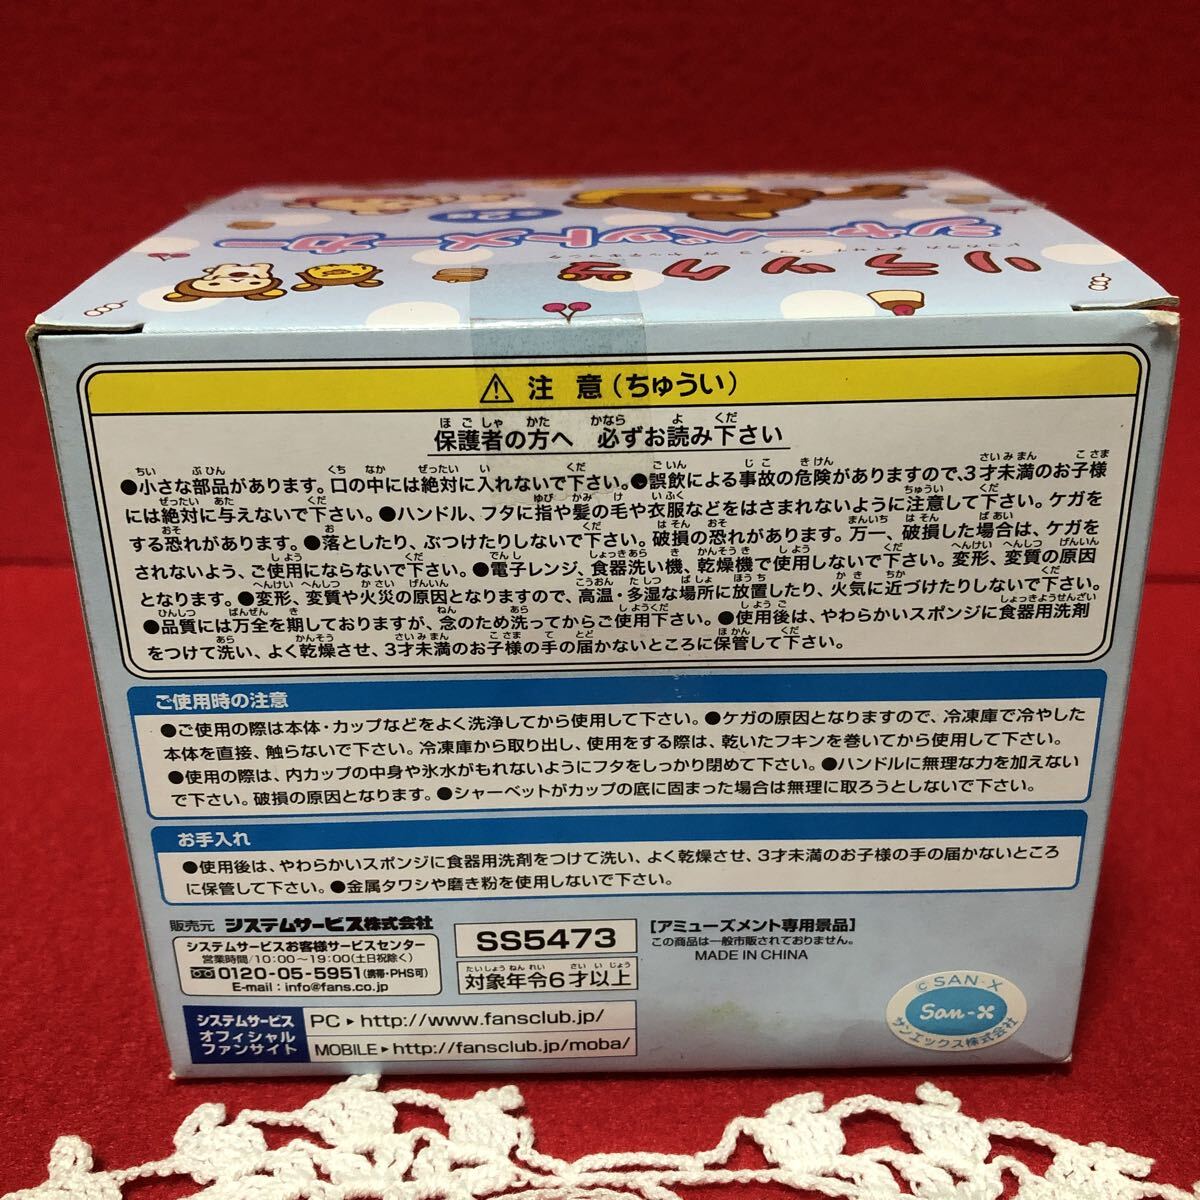 リラックマ
シャーベットメーカー
全2種
⚠ 注意(ちゅうい)
保護者の方へ 必ずお読み下さい
●小さな部品があります。口の中には絶対に入れないで下さい。●誤飲による事故の危険がありますので、3才未満のお子様
には絶対に与えないで下さい。●ハンドル、フタに指や髪の毛や衣服などをはさまれないように注意して下さい。ケガを
する恐れがあります。●落としたり、ぶつけたりしないで下さい。破損の恐れがあります。万一、破損した場合は、ケガを
されないよう、ご使用にならないで下さい。●電子レンジ、食器洗い機、乾燥機で使用しないで下さい。変形、変質の原因
となります。●変形、変質や火災の原因となりますので、高温・多湿な場所に放置したり、火気に近づけたりしないで下さい。
●品質には万全を期しておりますが、念のため洗ってからご使用下さい。●使用後は、やわらかいスポンジに食器用洗剤
をつけて洗い、よく乾燥させ、3才未満のお子様の手の届かないところに保管して下さい。
ご使用時の注意
●ご使用の際は本体・カップなどをよく洗浄してから使用して下さい。●ケガの原因となりますので、冷凍庫で冷やした
本体を直接、触らないで下さい。冷凍庫から取り出し、使用をする際は、乾いたフキンを巻いてから使用して下さい。
●使用の際は、内カップの中身や氷水がもれないようにフタをしっかり閉めて下さい。●ハンドルに無理な力を加えない
で下さい。破損の原因となります。●シャーベットがカップの底に固まった場合は無理に取ろうとしないで下さい。
お手入れ
●使用後は、やわらかいスポンジに食器用洗剤をつけて洗い、よく乾燥させ、3才未満のお子様の手の届かないところ
に保管して下さい。●金属タワシや磨き粉を使用しないで下さい。
販売元 システムサービス株式会社
システムサービスお客様サービスセンター
営業時間/10:00〜19:00(土日祝除く)
0120-05-5951(携帯・PHS可)
E-mail : info@fans.co.jp
SS5473
対象年令6才以上
[アミューズメント専用景品]
この商品は一般市販されておりません。
MADE IN CHINA
システムサービス
オフィシャル
ファンサイト
PC▶http://www.fansclub.jp/
MOBILE▶http://fansclub.jp/moba/
© SAN-X
San-X
サンエックス株式会社